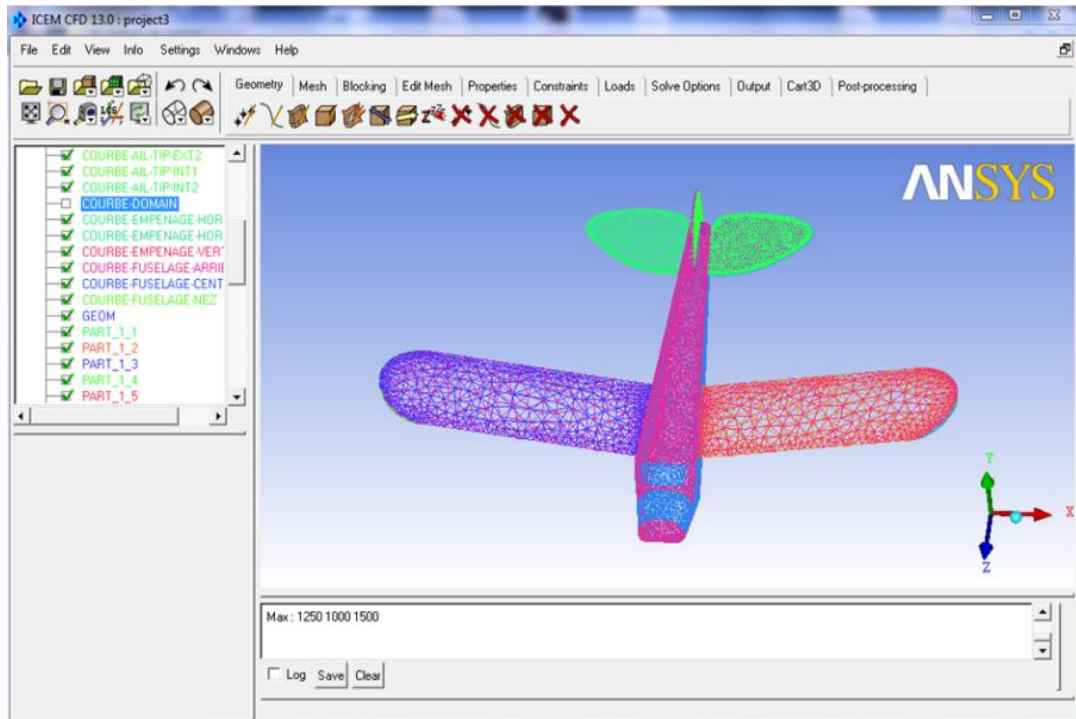 ICEM CFD 13.0 : project3
File Edit View Info Settings Windows Help
Geometry Mesh Blocking Edit Mesh Properties Constraints Loads Solve Options Output Cart3D Post-processing
COURBE-AIL-TIP-EXT2
COURBE-AIL-TIP-INT1
COURBE-AIL-TIP-INT2
COURBE-DOMAIN
COURBE-EMPENAGE-HOR
COURBE-EMPENAGE-HOR
COURBE-EMPENAGE-VER
COURBE-FUSELAGE-ARRIE
COURBE-FUSELAGE-CENT
COURBE-FUSELAGE-NEZ
GEOM
PART_1_1
PART_1_2
PART_1_3
PART_1_4
PART_1_5
ANSYS
Y
X
Z
Max : 1250 1000 1500
Log Save Clear